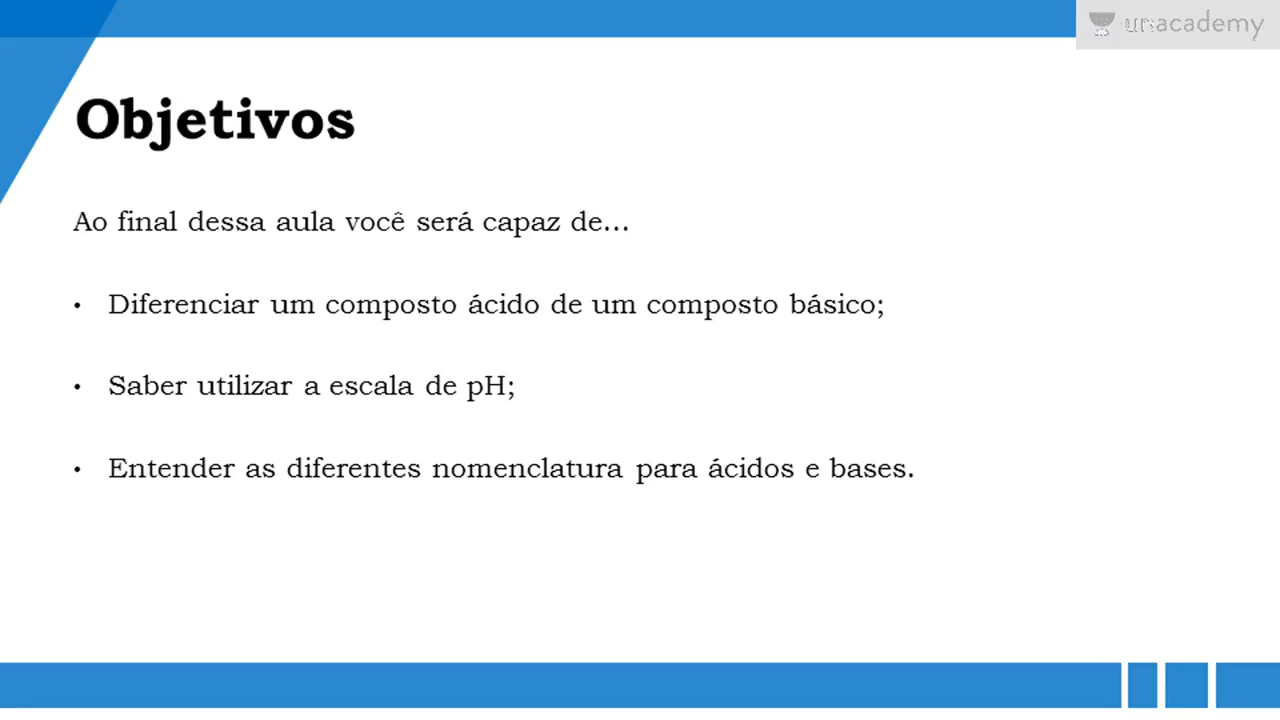 unacademy
Objetivos
Ao final dessa aula você será capaz de...
• Diferenciar um composto ácido de um composto básico;
• Saber utilizar a escala de pH;
• Entender as diferentes nomenclatura para ácidos e bases.